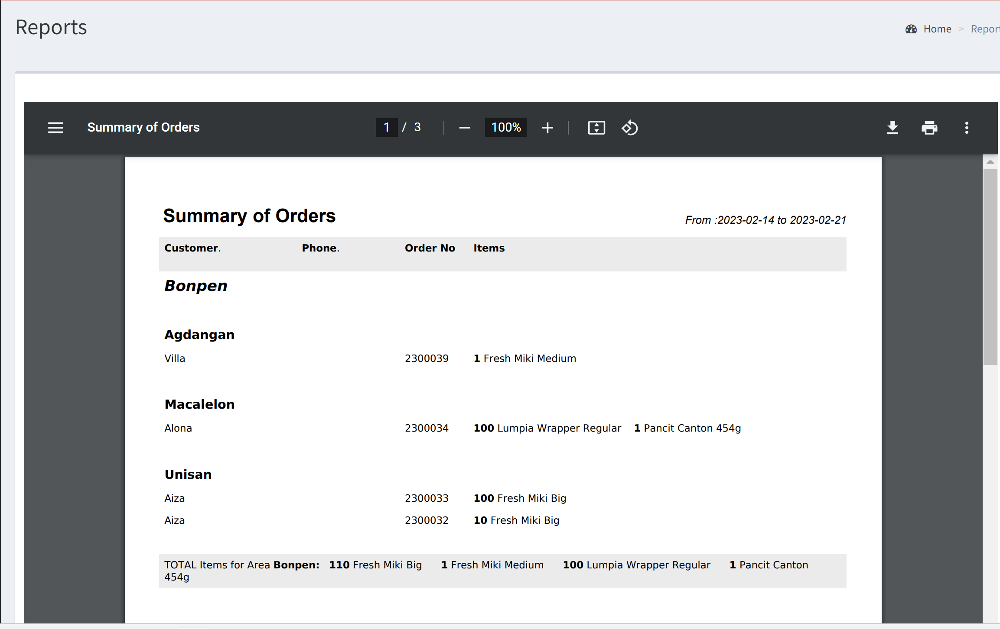 Reports
Home > Report
Summary of Orders
1 / 3
100%
Summary of Orders
From :2023-02-14 to 2023-02-21
Customer. Phone. Order No Items
Bonpen
Agdangan
Villa 2300039 1 Fresh Miki Medium
Macalelon
Alona 2300034 100 Lumpia Wrapper Regular 1 Pancit Canton 454g
Unisan
Aiza 2300033 100 Fresh Miki Big
Aiza 2300032 10 Fresh Miki Big
TOTAL Items for Area Bonpen: 110 Fresh Miki Big 1 Fresh Miki Medium 100 Lumpia Wrapper Regular 1 Pancit Canton
454g